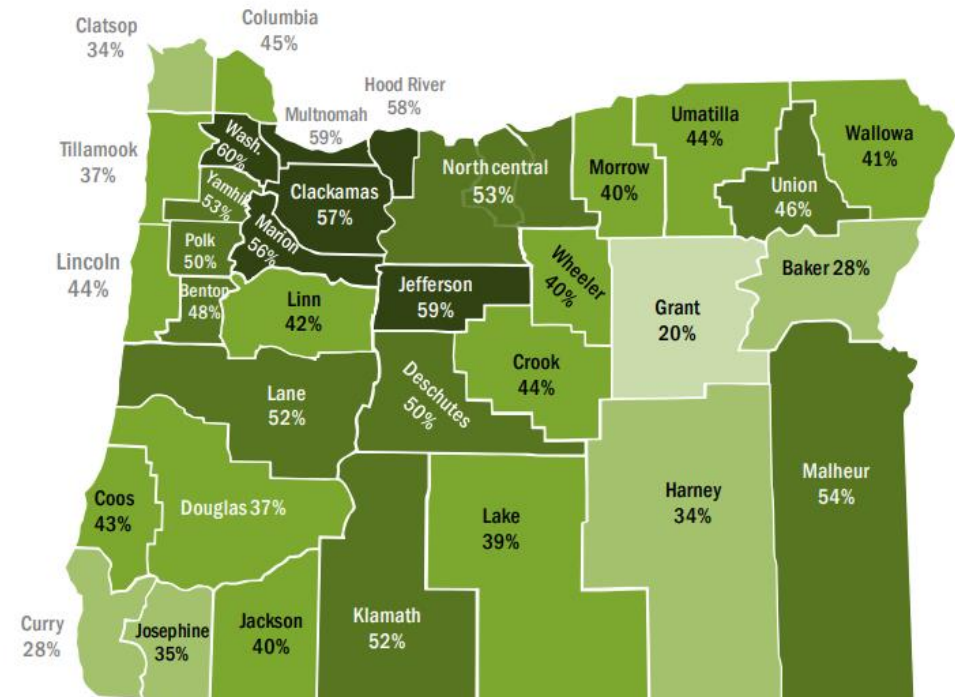 Clatsop
34%
Columbia
45%
Hood River
58%
Multnomah
59%
Tillamook
37%
Wash.
60%
Yamhill
53%
Clackamas
57%
Marion
56%
North central
53%
Morrow
40%
Umatilla
44%
Union
46%
Wallowa
41%
Lincoln
44%
Polk
50%
Benton
48%
Linn
42%
Jefferson
59%
Wheeler
40%
Grant
20%
Baker 28%
Lane
52%
Deschutes
50%
Crook
44%
Coos
43%
Douglas 37%
Lake
39%
Harney
34%
Malheur
54%
Curry
28%
Josephine
35%
Jackson
40%
Klamath
52%